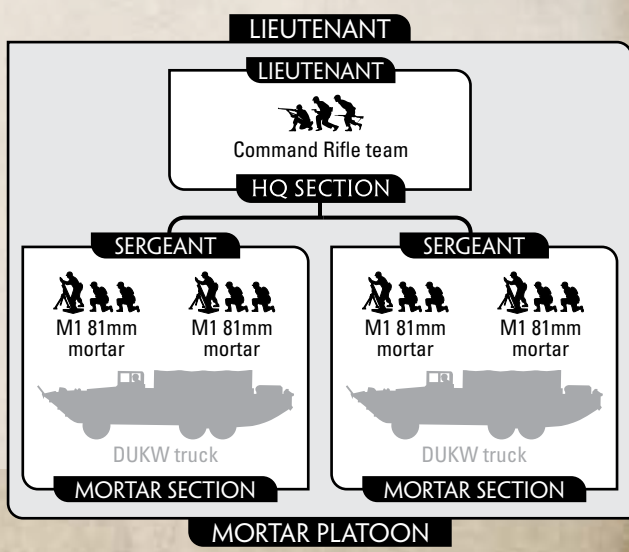 LIEUTENANT
LIEUTENANT
Command Rifle team
HQ SECTION
SERGEANT
M1 81mm
mortar
M1 81mm
mortar
DUKW truck
MORTAR SECTION
SERGEANT
M1 81mm
mortar
M1 81mm
mortar
DUKW truck
MORTAR SECTION
MORTAR PLATOON